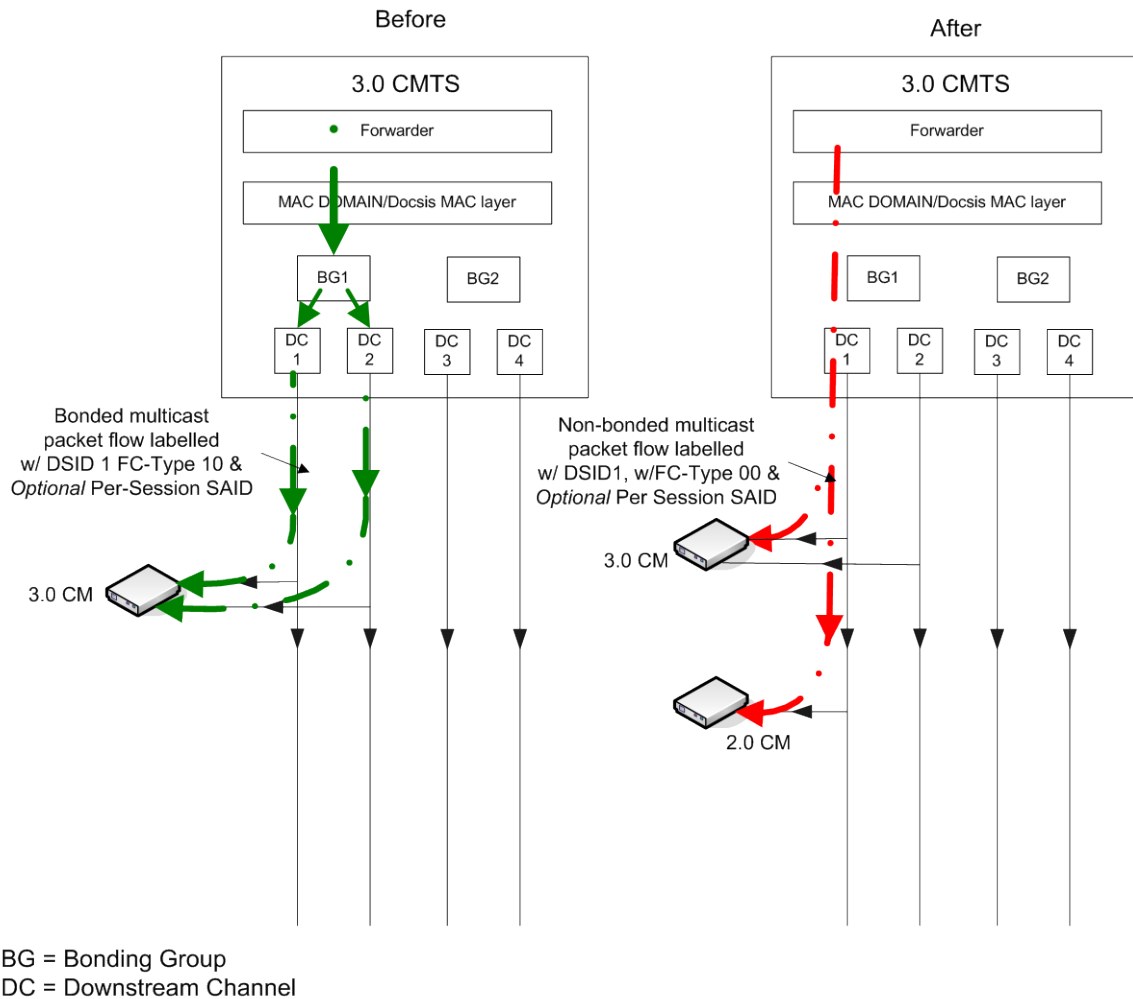 Before
3.0 CMTS
Forwarder
MAC DOMAIN/Docsis MAC layer
BG1
BG2
DC
1
DC
2
DC
3
DC
4
Bonded multicast
packet flow labelled
w/ DSID 1 FC-Type 10 &
Optional Per-Session SAID
3.0 CM
After
3.0 CMTS
Forwarder
MAC DOMAIN/Docsis MAC layer
BG1
BG2
DC
1
DC
2
DC
3
DC
4
Non-bonded multicast
packet flow labelled
w/ DSID1, w/FC-Type 00 &
Optional Per Session SAID
3.0 CM
2.0 CM
BG = Bonding Group
DC = Downstream Channel